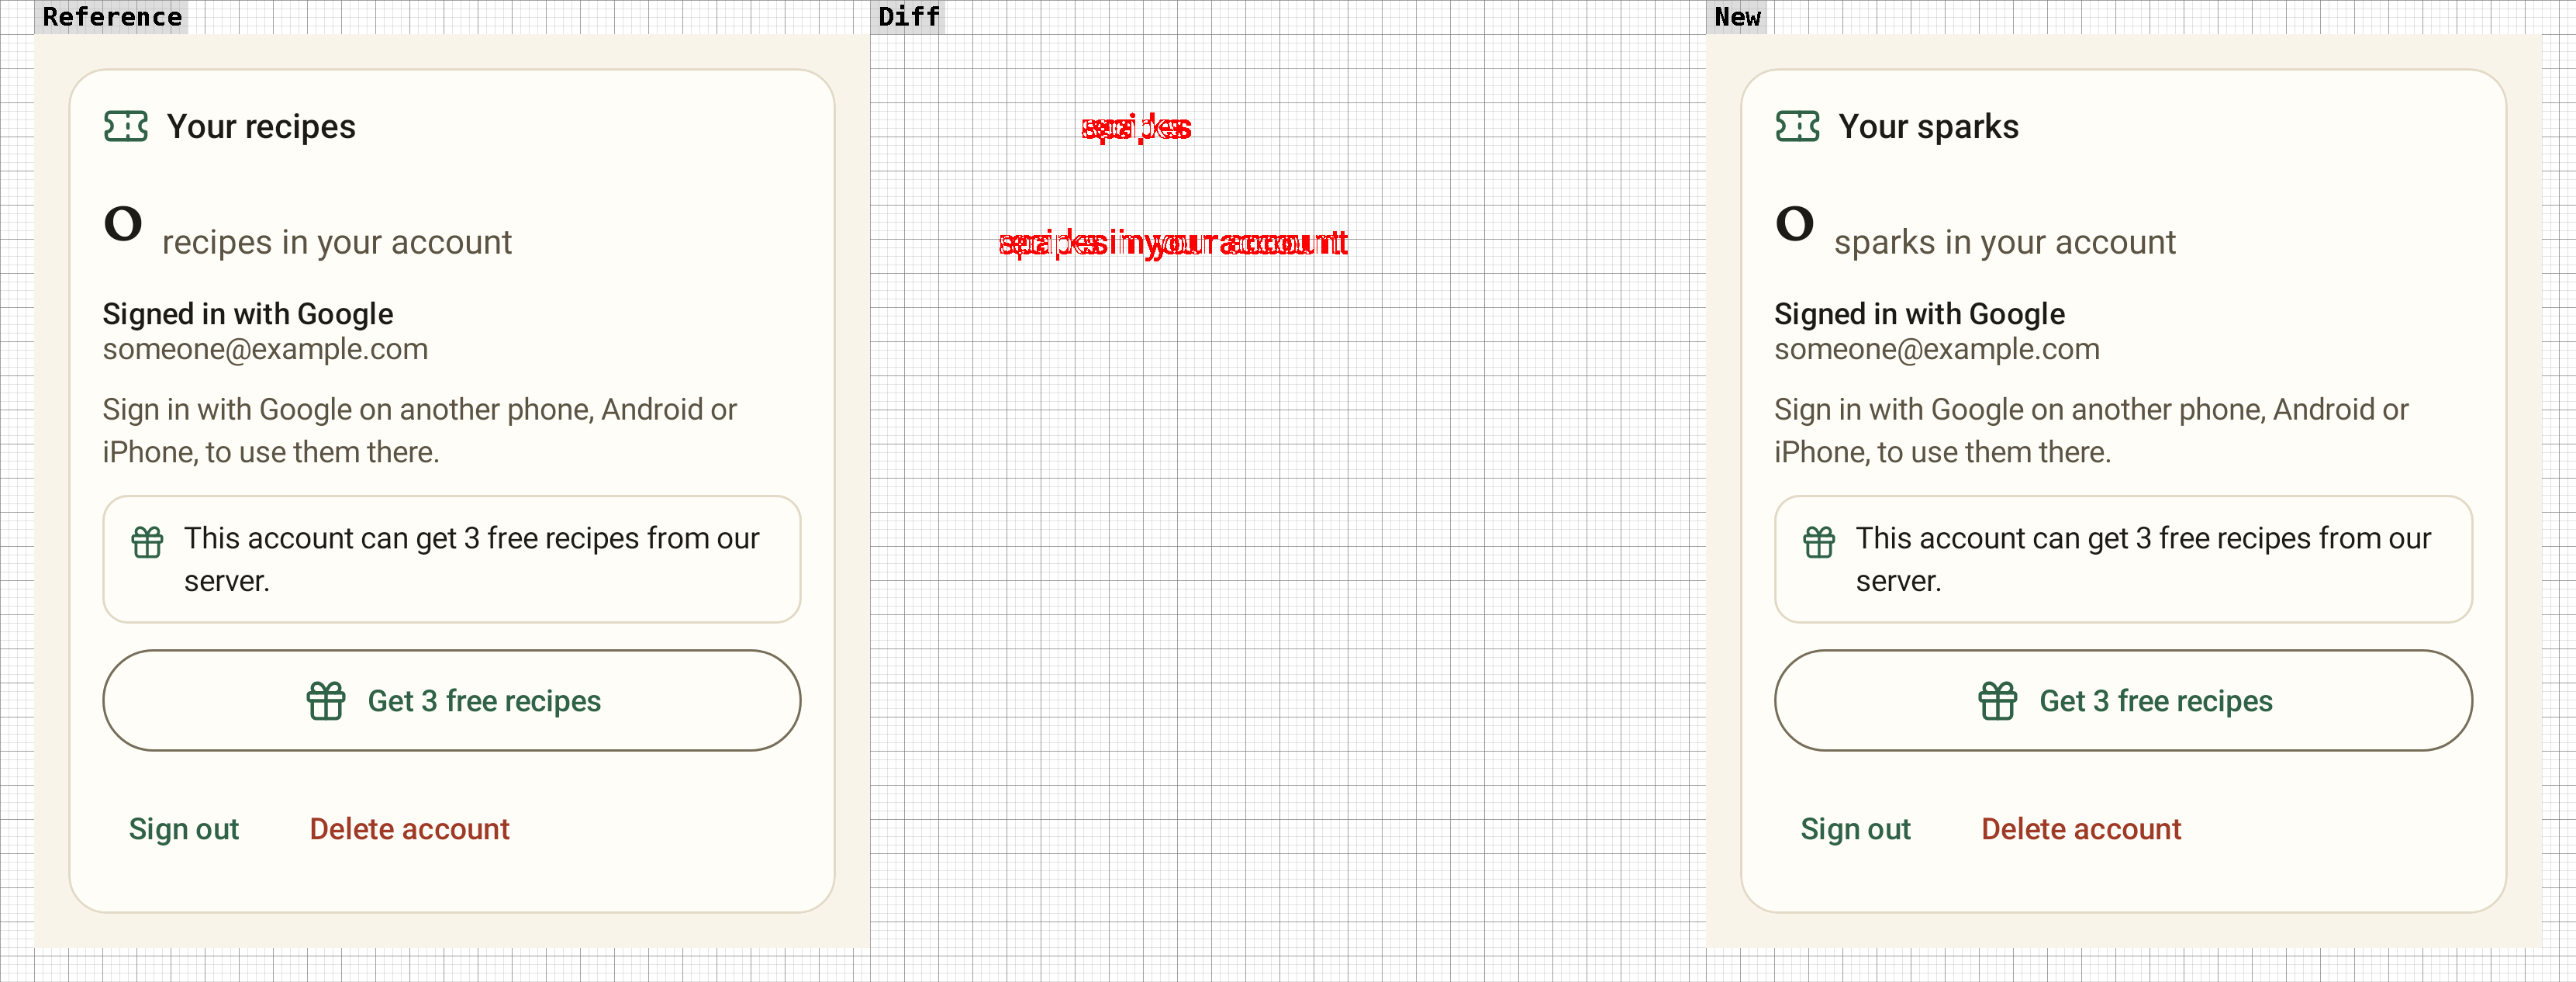 Reference
Your recipes
0 recipes in your account
Signed in with Google
someone@example.com
Sign in with Google on another phone, Android or
iPhone, to use them there.
This account can get 3 free recipes from our
server.
Get 3 free recipes
Sign out Delete account
Diff
New
Your sparks
0 sparks in your account
Signed in with Google
someone@example.com
Sign in with Google on another phone, Android or
iPhone, to use them there.
This account can get 3 free recipes from our
server.
Get 3 free recipes
Sign out Delete account